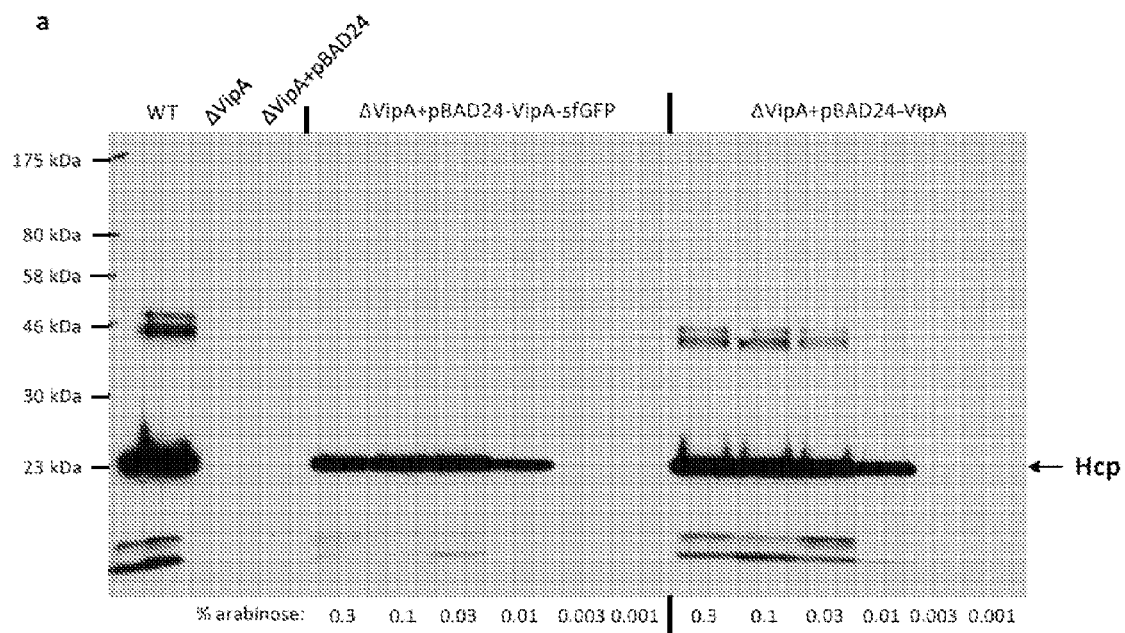 a
WT ΔVipA ΔVipA+pBAD24 ΔVipA+pBAD24-VipA-sfGFP ΔVipA+pBAD24-VipA
175 kDa
80 kDa
58 kDa
46 kDa
30 kDa
23 kDa
← Hcp
% arabinose: 0.3 0.1 0.03 0.01 0.003 0.001 0.3 0.1 0.03 0.01 0.003 0.001